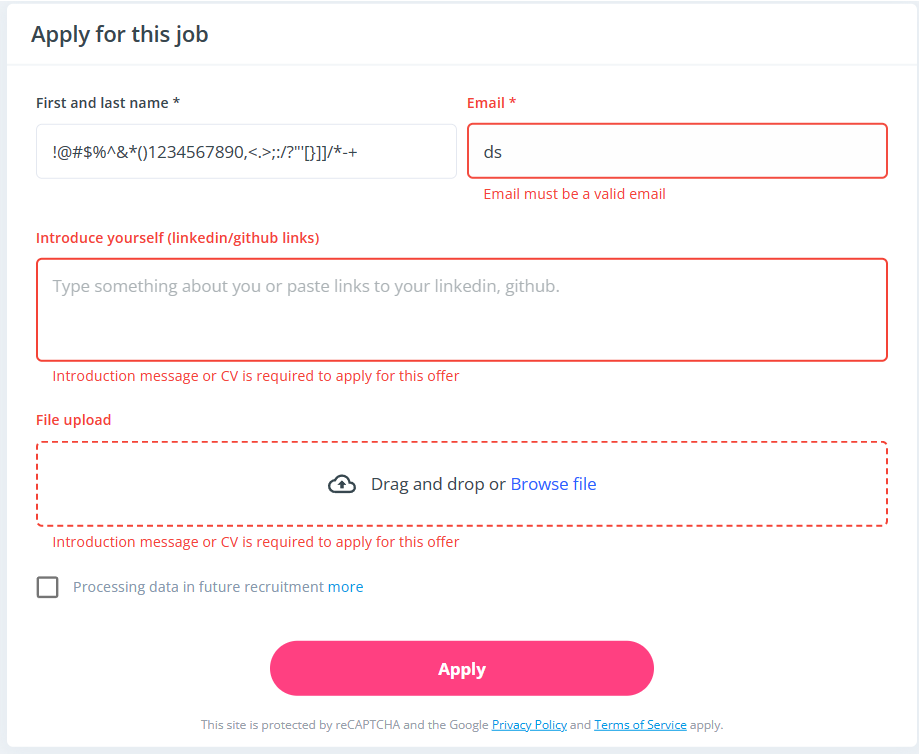 Apply for this job
First and last name *
Email *
!@#$%^&*()1234567890,<.>;:/?"'[}]]/*-+
ds
Email must be a valid email
Introduce yourself (linkedin/github links)
Type something about you or paste links to your linkedin, github.
Introduction message or CV is required to apply for this offer
File upload
Drag and drop or Browse file
Introduction message or CV is required to apply for this offer
Processing data in future recruitment more
Apply
This site is protected by reCAPTCHA and the Google Privacy Policy and Terms of Service apply.